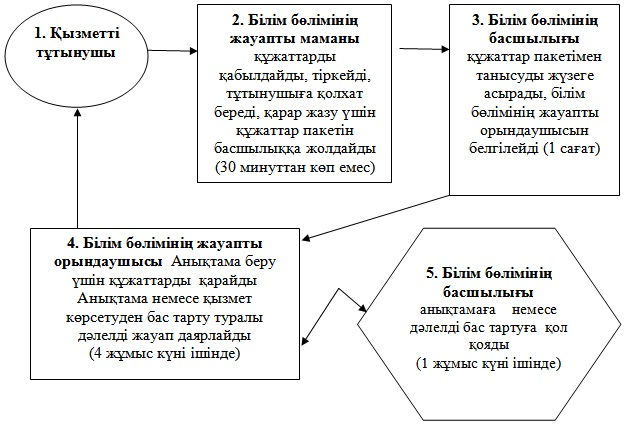 1. Қызметті
тұтынушы
2. Білім бөлімінің
жауапты маманы
құжаттарды
қабылдайды, тіркейді,
тұтынушыға қолхат
береді, қарар жазу үшін
құжаттар пакетін
басшылыққа жолдайды
(30 минуттан көп емес)
3. Білім бөлімінің
басшылығы
құжаттар пакетімен
танысуды жүзеге
асырады, білім
бөлімінің жауапты
орындаушысын
белгілейді (1 сағат)
4. Білім бөлімінің жауапты
орындаушысы Анықтама беру
үшін құжаттарды қарайды
Анықтама немесе қызмет
көрсетуден бас тарту туралы
дәлелді жауап даярлайды
(4 жұмыс күні ішінде)
5. Білім бөлімінің
басшылығы
анықтамаға немесе
дәлелді бас тартуға қол
қояды
(1 жұмыс күні ішінде)